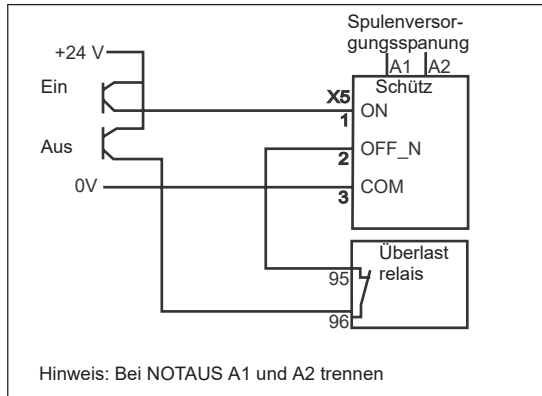 Spulenversor-
gungsspanung
+24 V
A1 A2
Ein
Schütz
X5
ON
1
Aus
OFF_N
2
0V
COM
3
Überlast
relais
95
96
Hinweis: Bei NOTAUS A1 und A2 trennen